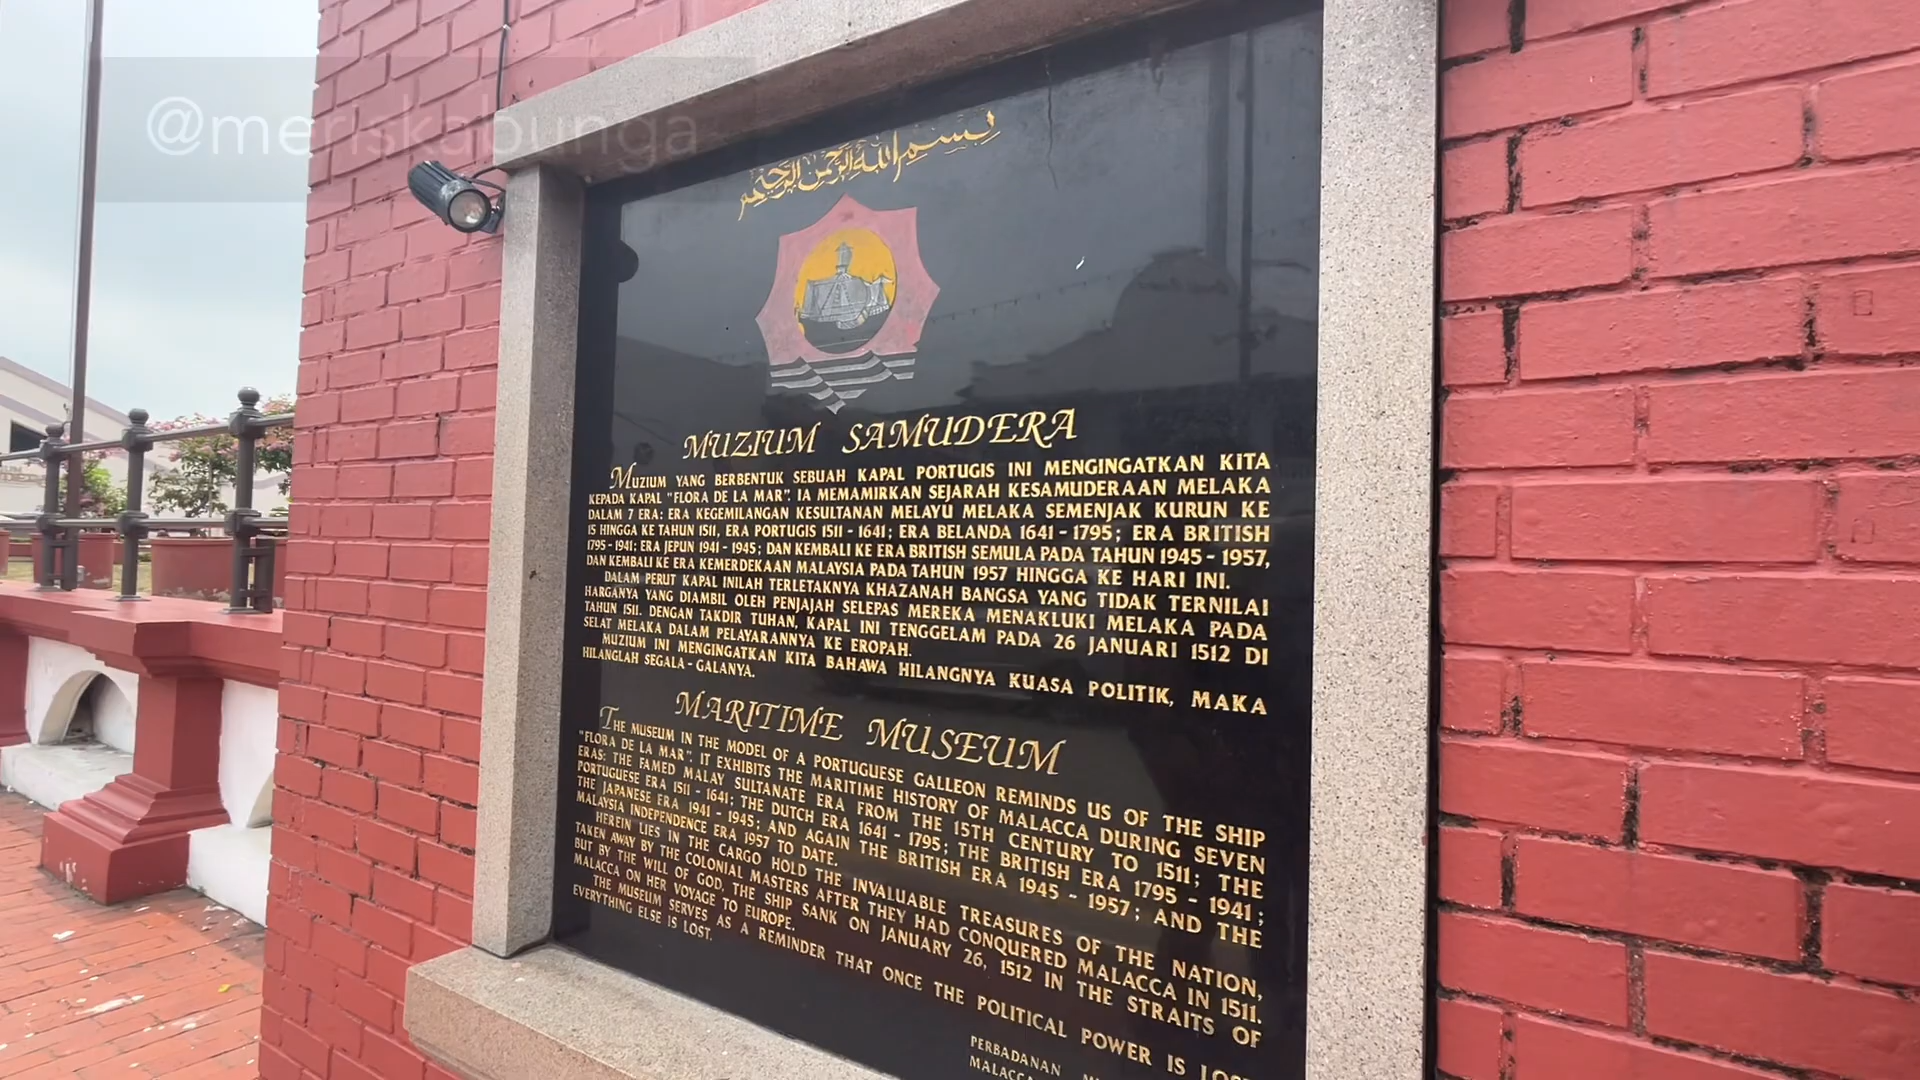 @meriskabunga
بسم الله الرحمن الرحيم
MUZIUM SAMUDERA
MUZIUM YANG BERBENTUK SEBUAH KAPAL PORTUGIS INI MENGINGATKAN KITA
KEPADA KAPAL "FLORA DE LA MAR". IA MEMAMIRKAN SEJARAH KESAMUDERAAN MELAKA
DALAM 7 ERA: ERA KEGEMILANGAN KESULTANAN MELAYU MELAKA SEMENJAK KURUN KE
15 HINGGA KE TAHUN 1511, ERA PORTUGIS 1511 - 1641; ERA BELANDA 1641 - 1795; ERA BRITISH
1795 - 1941; ERA JEPUN 1941 - 1945; DAN KEMBALI KE ERA BRITISH SEMULA PADA TAHUN 1945 - 1957,
DAN KEMBALI KE ERA KEMERDEKAAN MALAYSIA PADA TAHUN 1957 HINGGA KE HARI INI.
DALAM PERUT KAPAL INILAH TERLETAKNYA KHAZANAH BANGSA YANG TIDAK TERNILAI
HARGANYA YANG DIAMBIL OLEH PENJAJAH SELEPAS MEREKA MENAKLUKI MELAKA PADA
TAHUN 1511. DENGAN TAKDIR TUHAN, KAPAL INI TENGGELAM PADA 26 JANUARI 1512 DI
SELAT MELAKA DALAM PELAYARANNYA KE EROPAH.
MUZIUM INI MENGINGATKAN KITA BAHAWA HILANGNYA KUASA POLITIK, MAKA
HILANGLAH SEGALA - GALANYA.
MARITIME MUSEUM
THE MUSEUM IN THE MODEL OF A PORTUGUESE GALLEON REMINDS US OF THE SHIP
"FLORA DE LA MAR". IT EXHIBITS THE MARITIME HISTORY OF MALACCA DURING SEVEN
ERAS: THE FAMED MALAY SULTANATE ERA FROM THE 15TH CENTURY TO 1511; THE
PORTUGUESE ERA 1511 - 1641; THE DUTCH ERA 1641 - 1795; THE BRITISH ERA 1795 - 1941;
THE JAPANESE ERA 1941 - 1945; AND AGAIN THE BRITISH ERA 1945 - 1957; AND THE
MALAYSIA INDEPENDENCE ERA 1957 TO DATE.
HEREIN LIES IN THE CARGO HOLD THE INVALUABLE TREASURES OF THE NATION,
TAKEN AWAY BY THE COLONIAL MASTERS AFTER THEY HAD CONQUERED MALACCA IN 1511.
BUT BY THE WILL OF GOD, THE SHIP SANK ON JANUARY 26, 1512 IN THE STRAITS OF
MALACCA ON HER VOYAGE TO EUROPE.
THE MUSEUM SERVES AS A REMINDER THAT ONCE THE POLITICAL POWER IS LOST
EVERYTHING ELSE IS LOST.
PERBADANAN
MALACCA